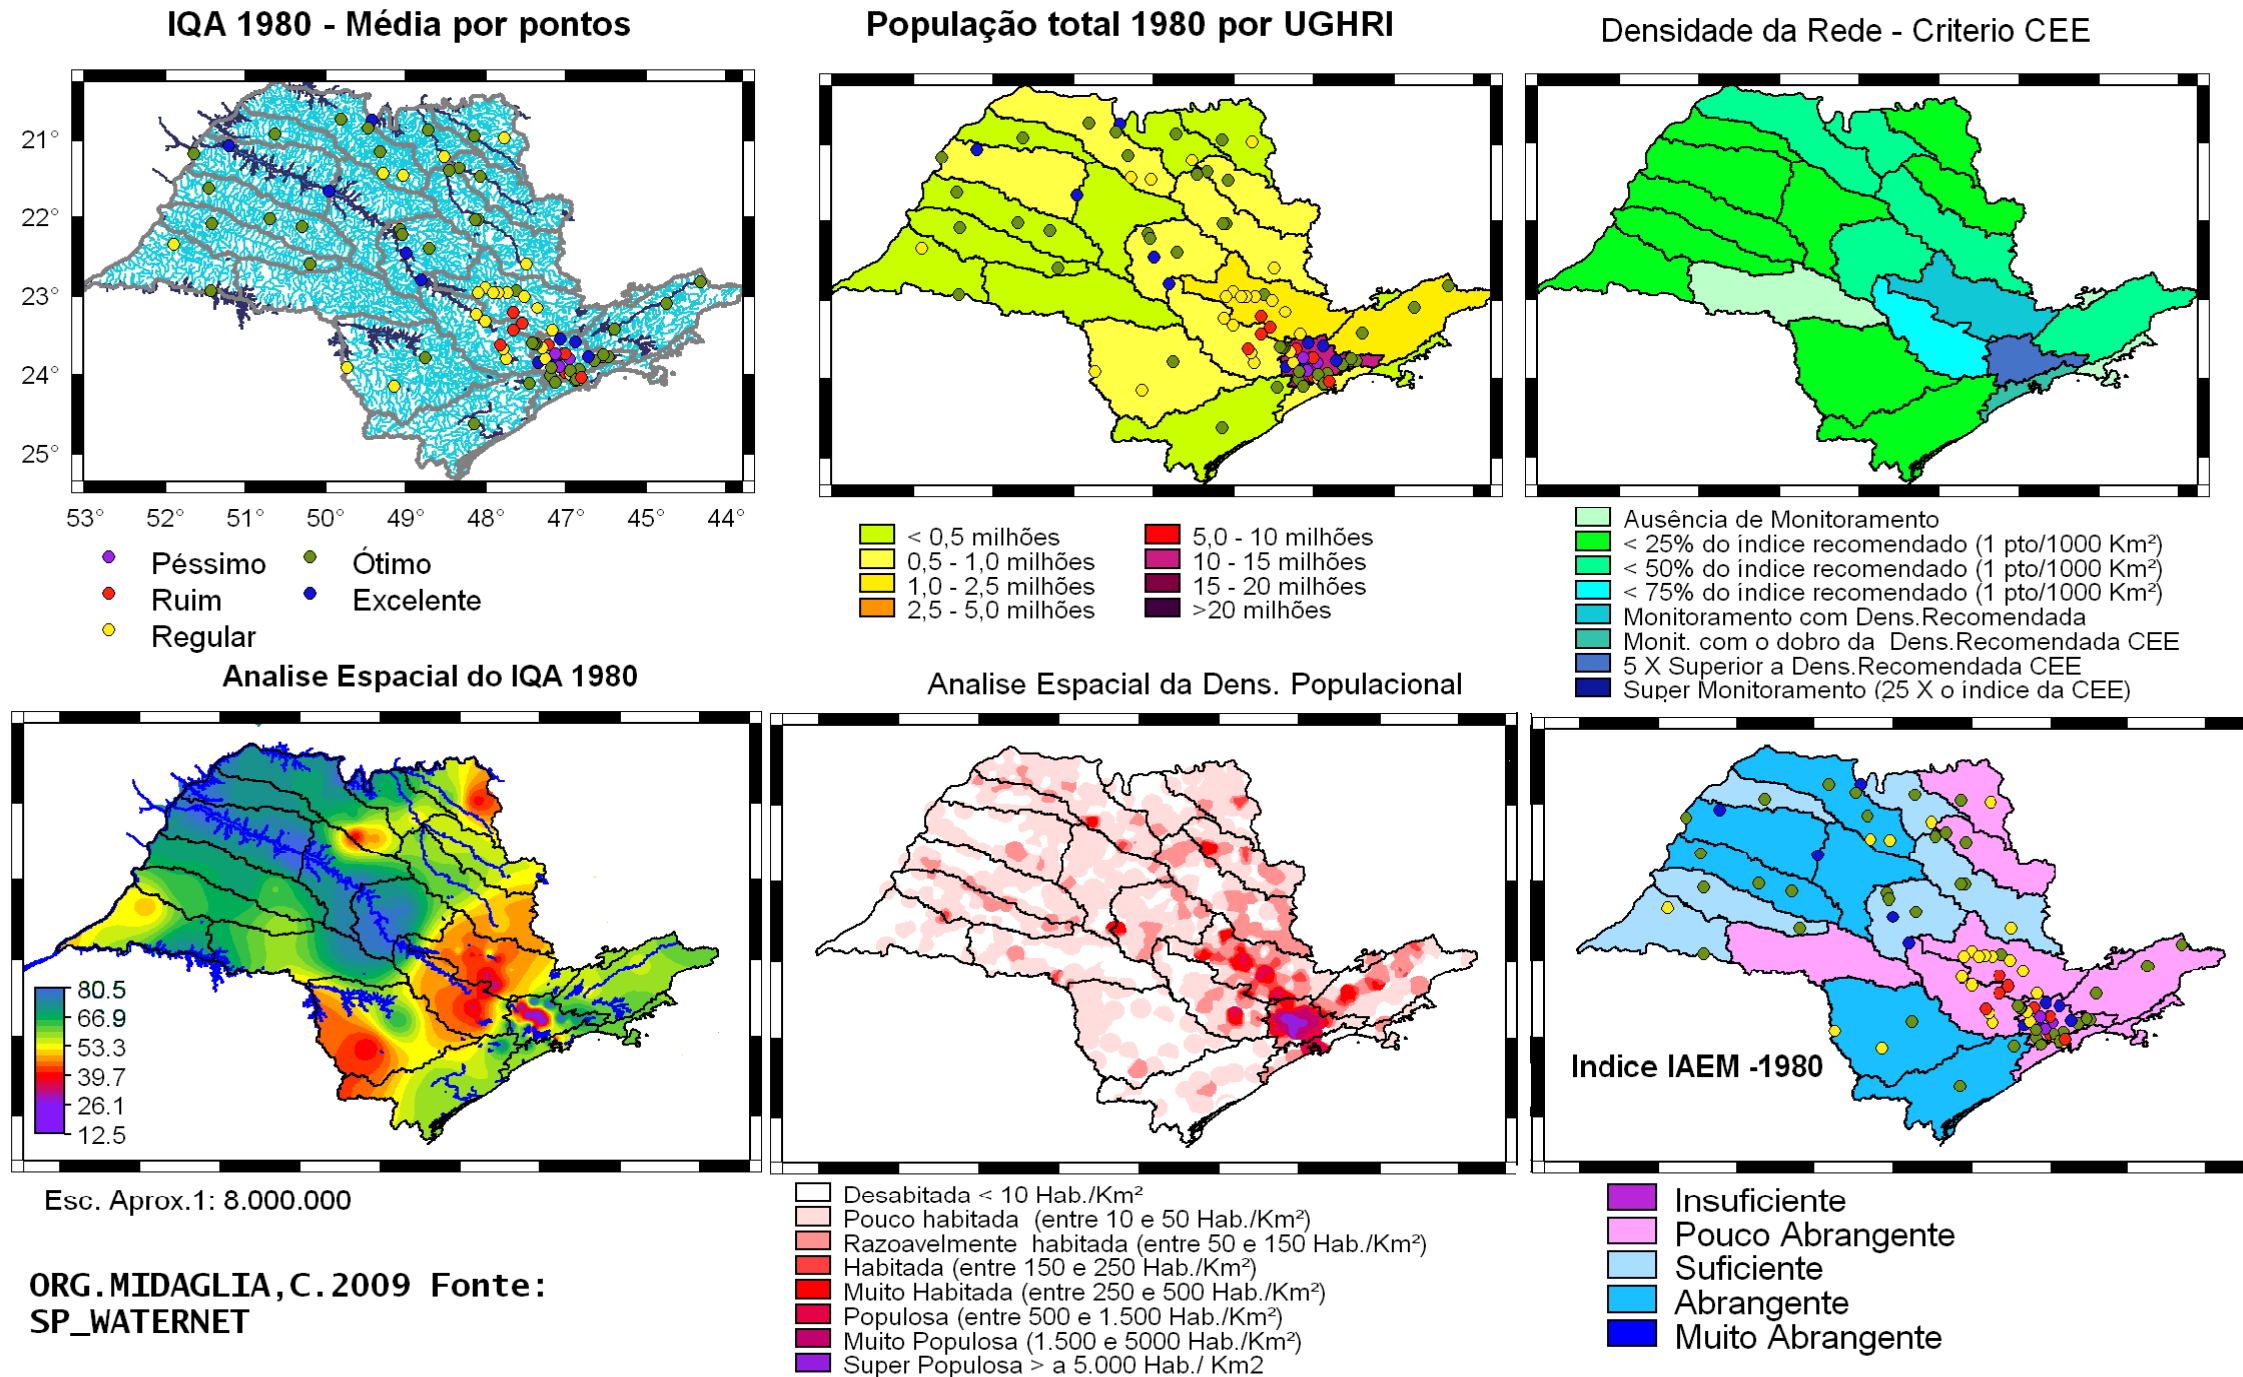 IQA 1980 - Média por pontos
21°
22°
23°
24°
25°
53° 52° 51° 50° 49° 48° 47° 46° 45° 44°
Péssimo
Ruim
Regular
Ótimo
Excelente
População total 1980 por UGHRI
< 0,5 milhões
0,5 - 1,0 milhões
1,0 - 2,5 milhões
2,5 - 5,0 milhões
5,0 - 10 milhões
10 - 15 milhões
15 - 20 milhões
>20 milhões
Densidade da Rede - Criterio CEE
Ausência de Monitoramento
< 25% do índice recomendado (1 pto/1000 Km²)
< 50% do índice recomendado (1 pto/1000 Km²)
< 75% do índice recomendado (1 pto/1000 Km²)
Monitoramento com Dens.Recomendada
Monit. com o dobro da Dens.Recomendada CEE
5 X Superior a Dens.Recomendada CEE
Super Monitoramento (25 X o índice da CEE)
Analise Espacial do IQA 1980
80.5
66.9
53.3
39.7
26.1
12.5
Esc. Aprox.1: 8.000.000
ORG.MIDAGLIA,C.2009 Fonte:
SP_WATERNET
Analise Espacial da Dens. Populacional
Desabitada < 10 Hab./Km²
Pouco habitada (entre 10 e 50 Hab./Km²)
Razoavelmente habitada (entre 50 e 150 Hab./Km²)
Habitada (entre 150 e 250 Hab./Km²)
Muito Habitada (entre 250 e 500 Hab./Km²)
Populosa (entre 500 e 1.500 Hab./Km²)
Muito Populosa (1.500 e 5000 Hab./Km²)
Super Populosa > a 5.000 Hab./ Km2
Indice IAEM -1980
Insuficiente
Pouco Abrangente
Suficiente
Abrangente
Muito Abrangente